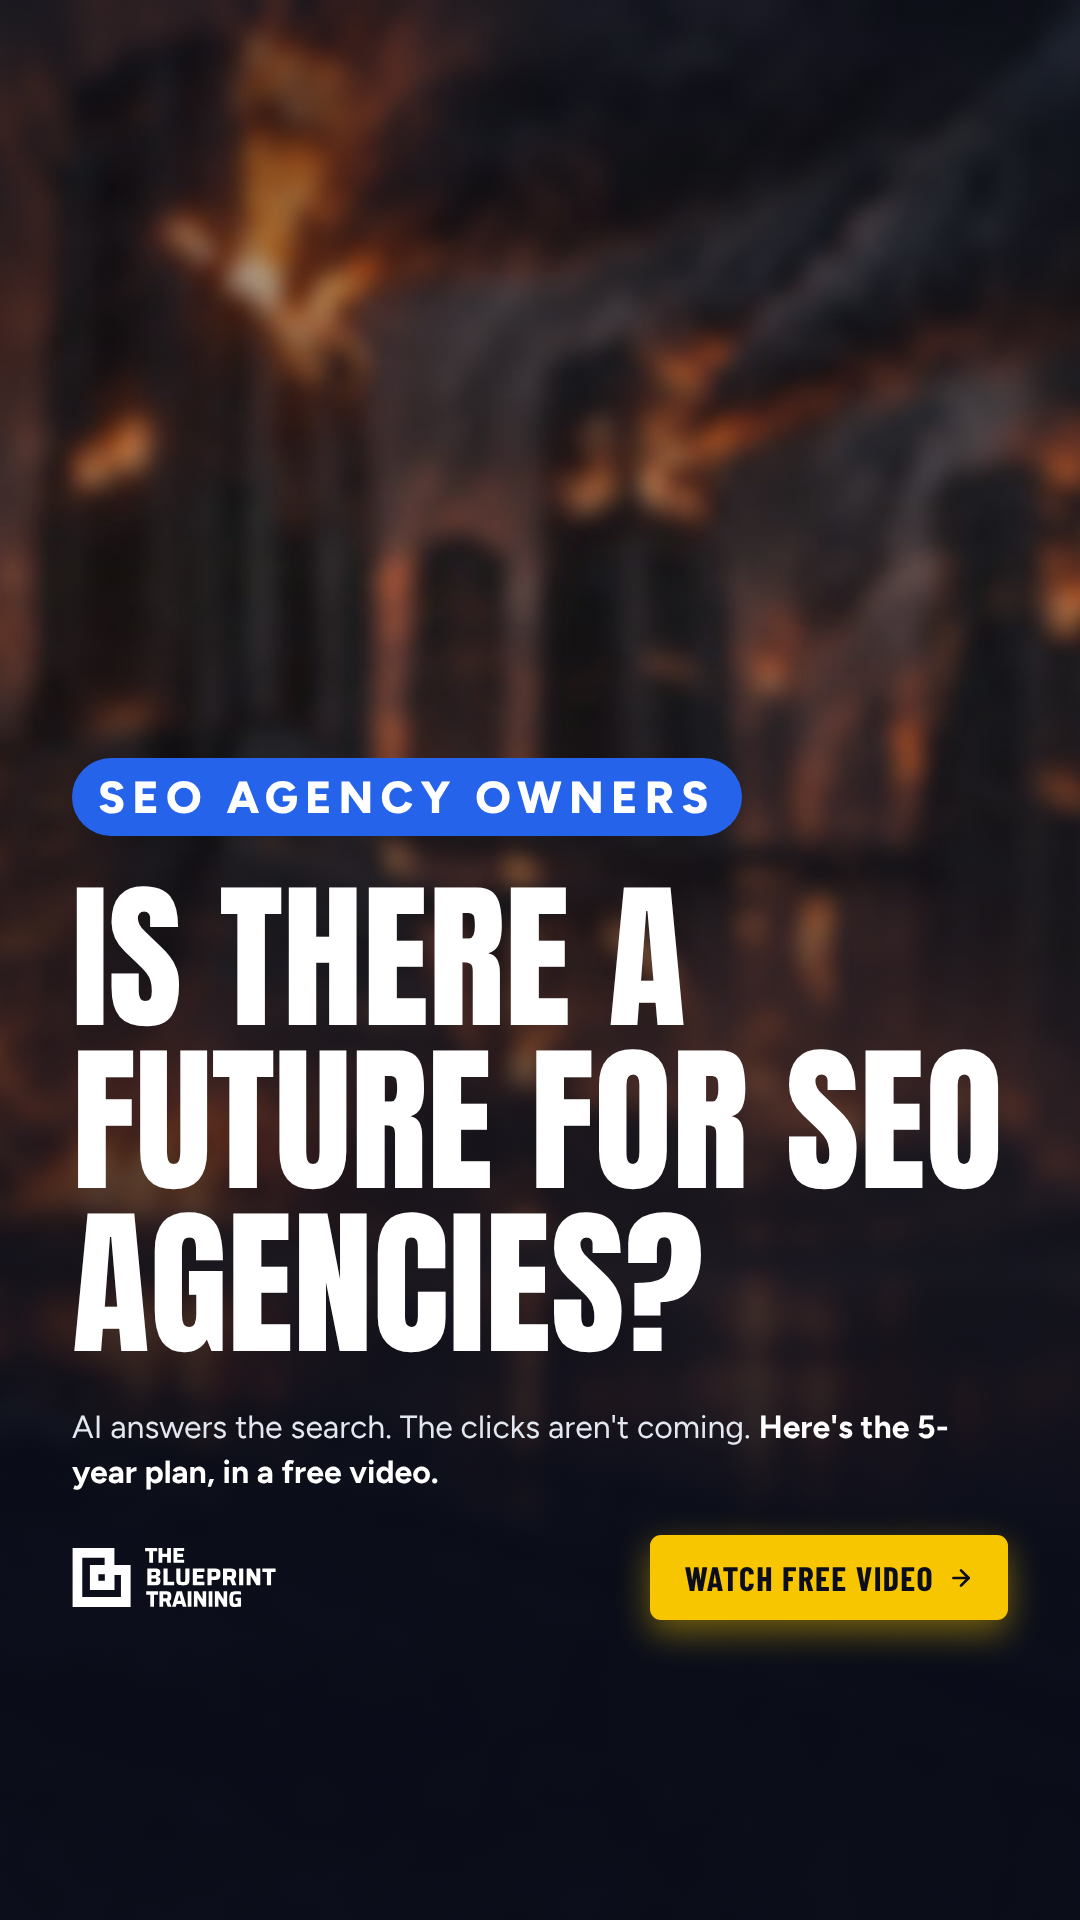 SEO AGENCY OWNERS
IS THERE A
FUTURE FOR SEO
AGENCIES?
AI answers the search. The clicks aren't coming. Here's the 5-
year plan, in a free video.
THE
BLUEPRINT
TRAINING
WATCH FREE VIDEO →